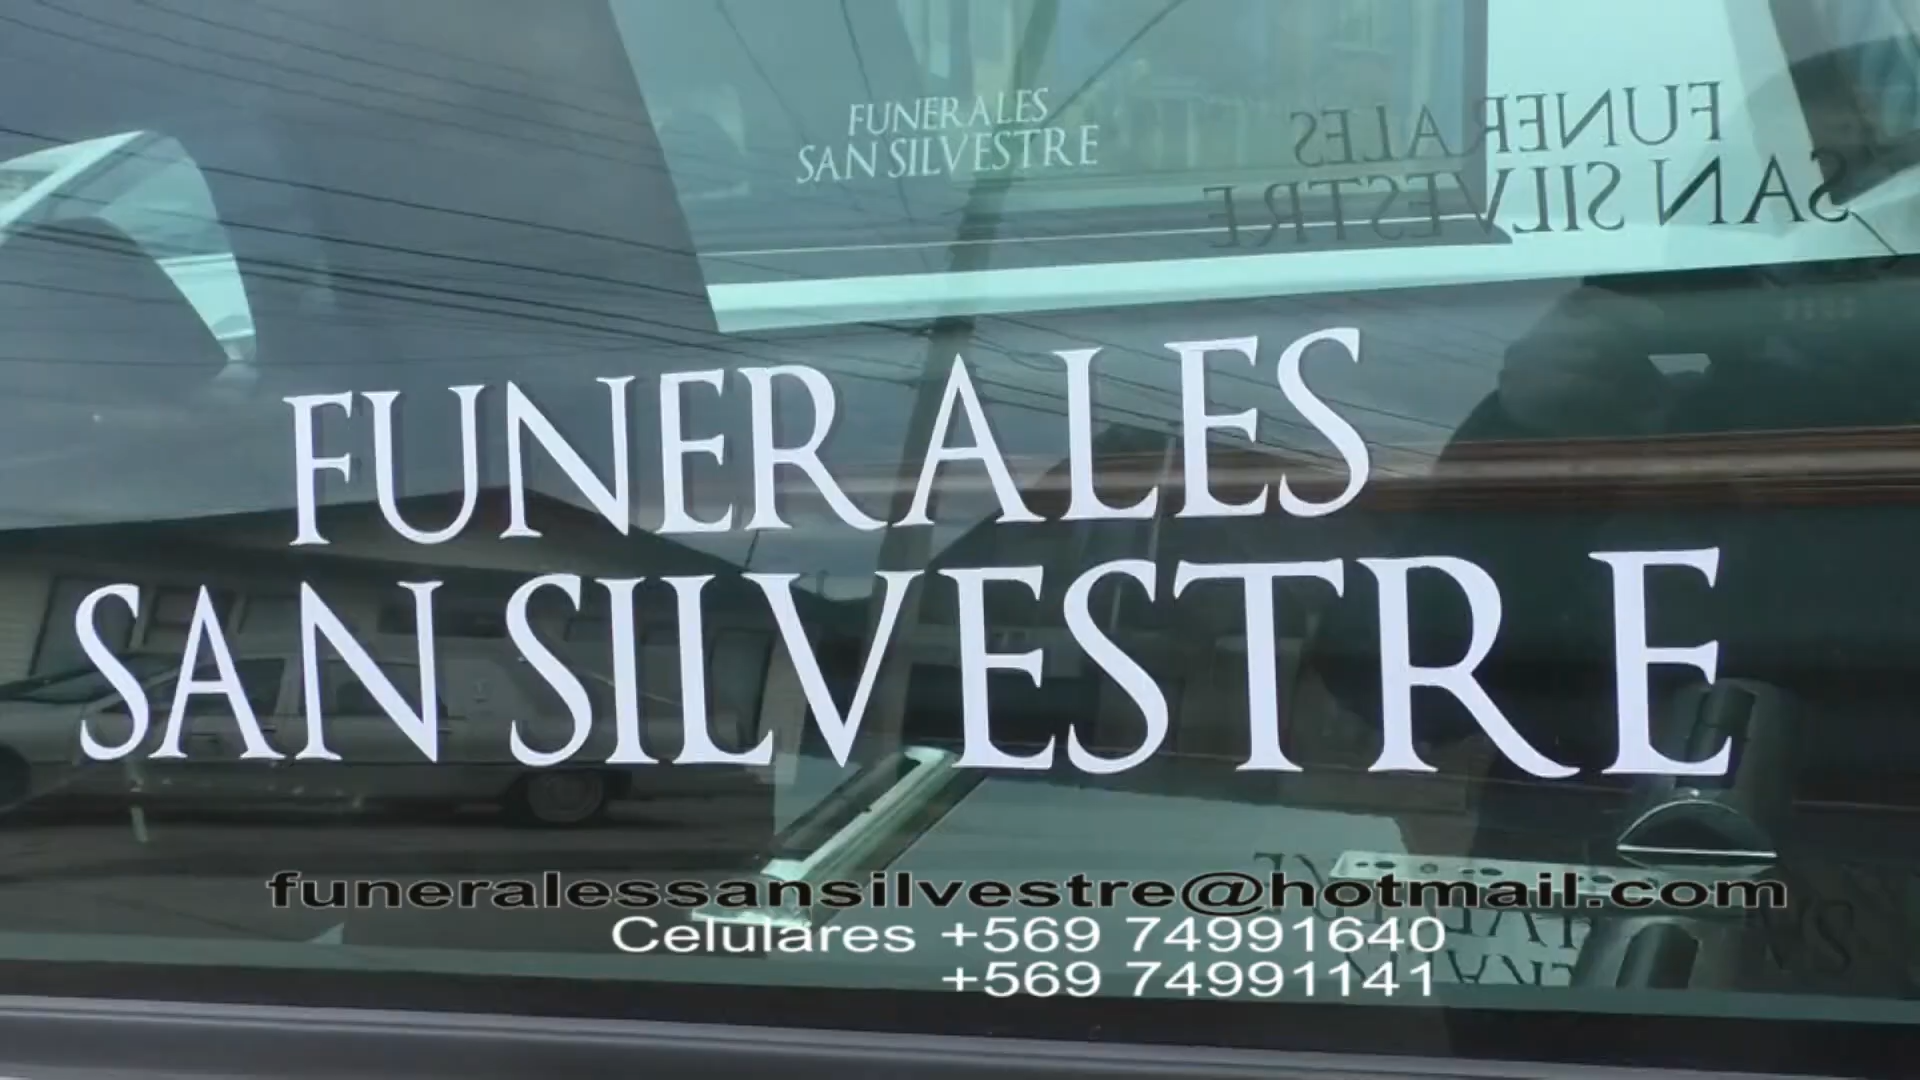 FUNERALES
SAN SILVESTRE
FUNERALES
SAN SILVESTRE
FUNERALES
SAN SILVESTRE
funeralessansilvestre@hotmail.com
Celulares +569 74991640
+569 74991141